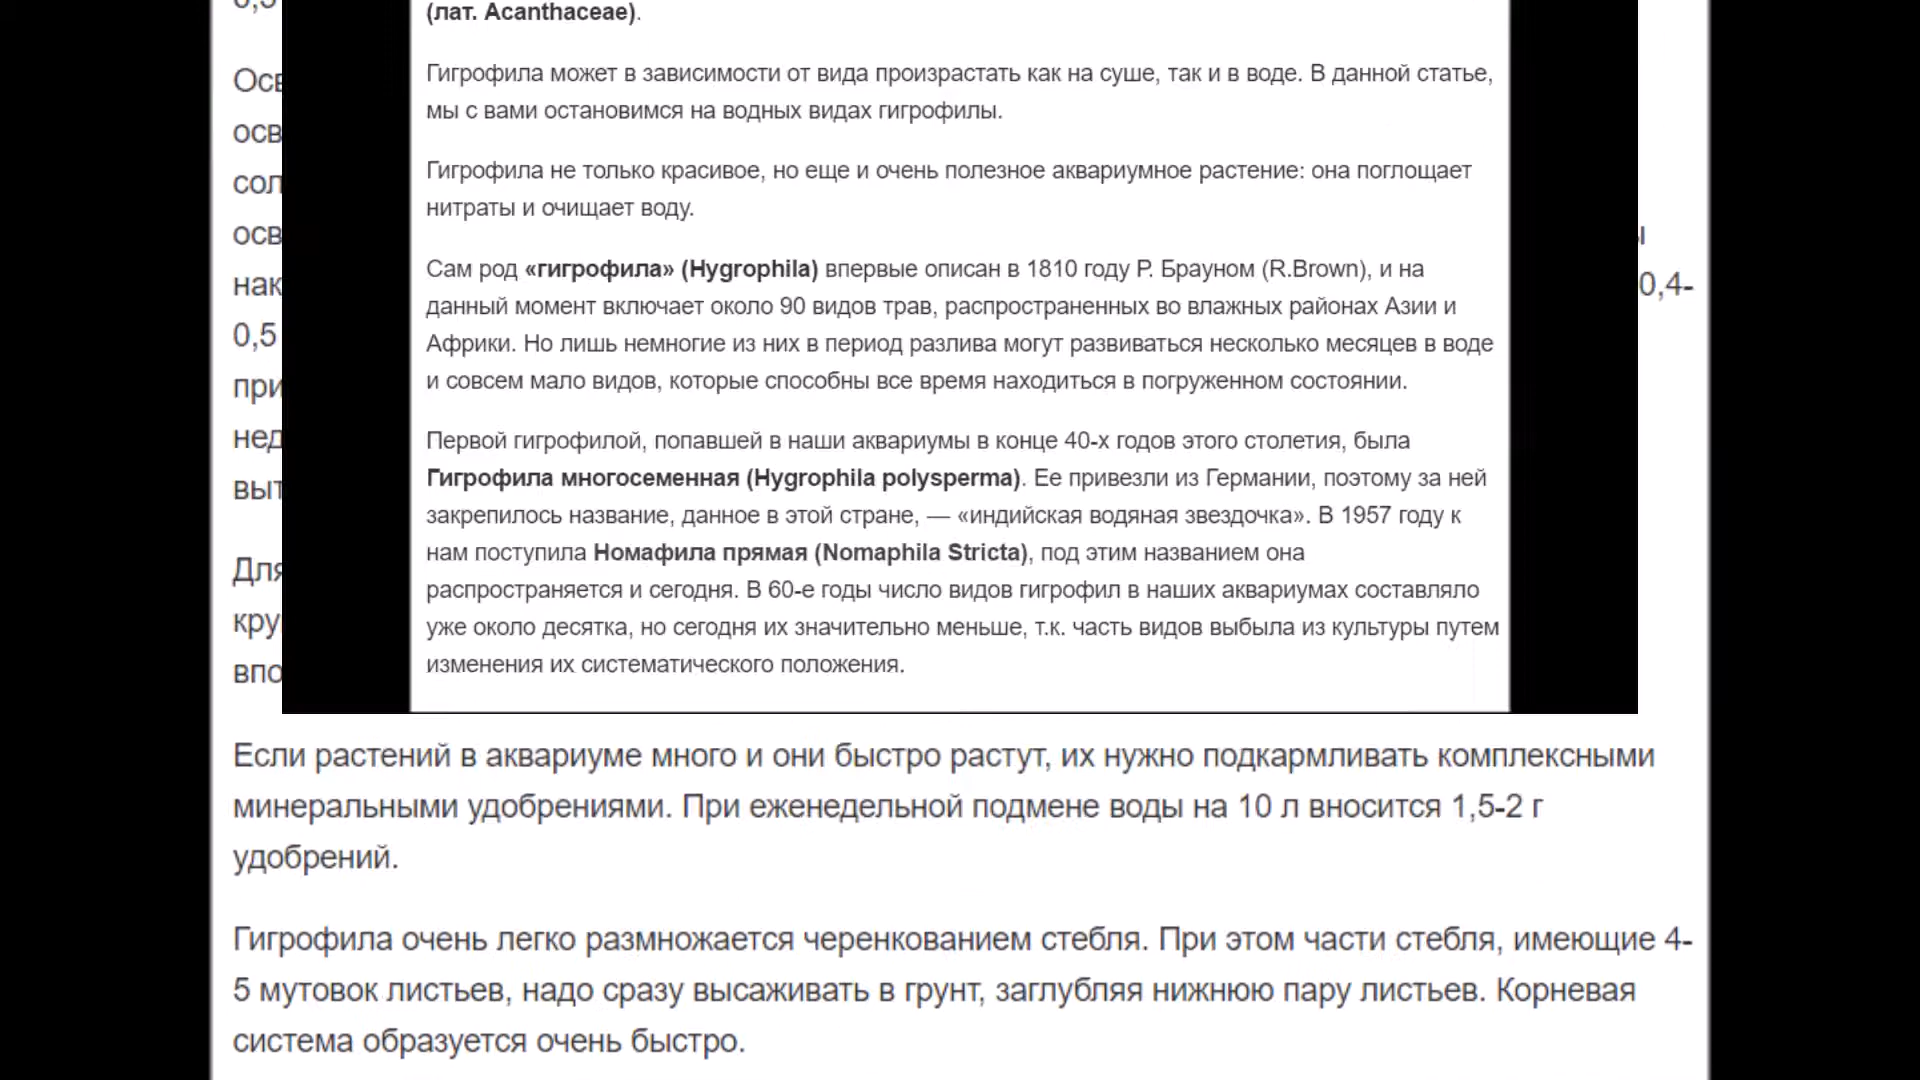 (лат. Acanthaceae).
Гигрофила может в зависимости от вида произрастать как на суше, так и в воде. В данной статье,
мы с вами остановимся на водных видах гигрофилы.
Гигрофила не только красивое, но еще и очень полезное аквариумное растение: она поглощает
нитраты и очищает воду.
Сам род «гигрофила» (Hygrophila) впервые описан в 1810 году Р. Брауном (R.Brown), и на
данный момент включает около 90 видов трав, распространенных во влажных районах Азии и
Африки. Но лишь немногие из них в период разлива могут развиваться несколько месяцев в воде
и совсем мало видов, которые способны все время находиться в погруженном состоянии.
Первой гигрофилой, попавшей в наши аквариумы в конце 40-х годов этого столетия, была
Гигрофила многосеменная (Hygrophila polysperma). Ее привезли из Германии, поэтому за ней
закрепилось название, данное в этой стране, — «индийская водяная звездочка». В 1957 году к
нам поступила Номафила прямая (Nomaphila Stricta), под этим названием она
распространяется и сегодня. В 60-е годы число видов гигрофил в наших аквариумах составляло
уже около десятка, но сегодня их значительно меньше, т.к. часть видов выбыла из культуры путем
изменения их систематического положения.
0,4-
0,5
Для
Если растений в аквариуме много и они быстро растут, их нужно подкармливать комплексными
минеральными удобрениями. При еженедельной подмене воды на 10 л вносится 1,5-2 г
удобрений.
Гигрофила очень легко размножается черенкованием стебля. При этом части стебля, имеющие 4-
5 мутовок листьев, надо сразу высаживать в грунт, заглубляя нижнюю пару листьев. Корневая
система образуется очень быстро.